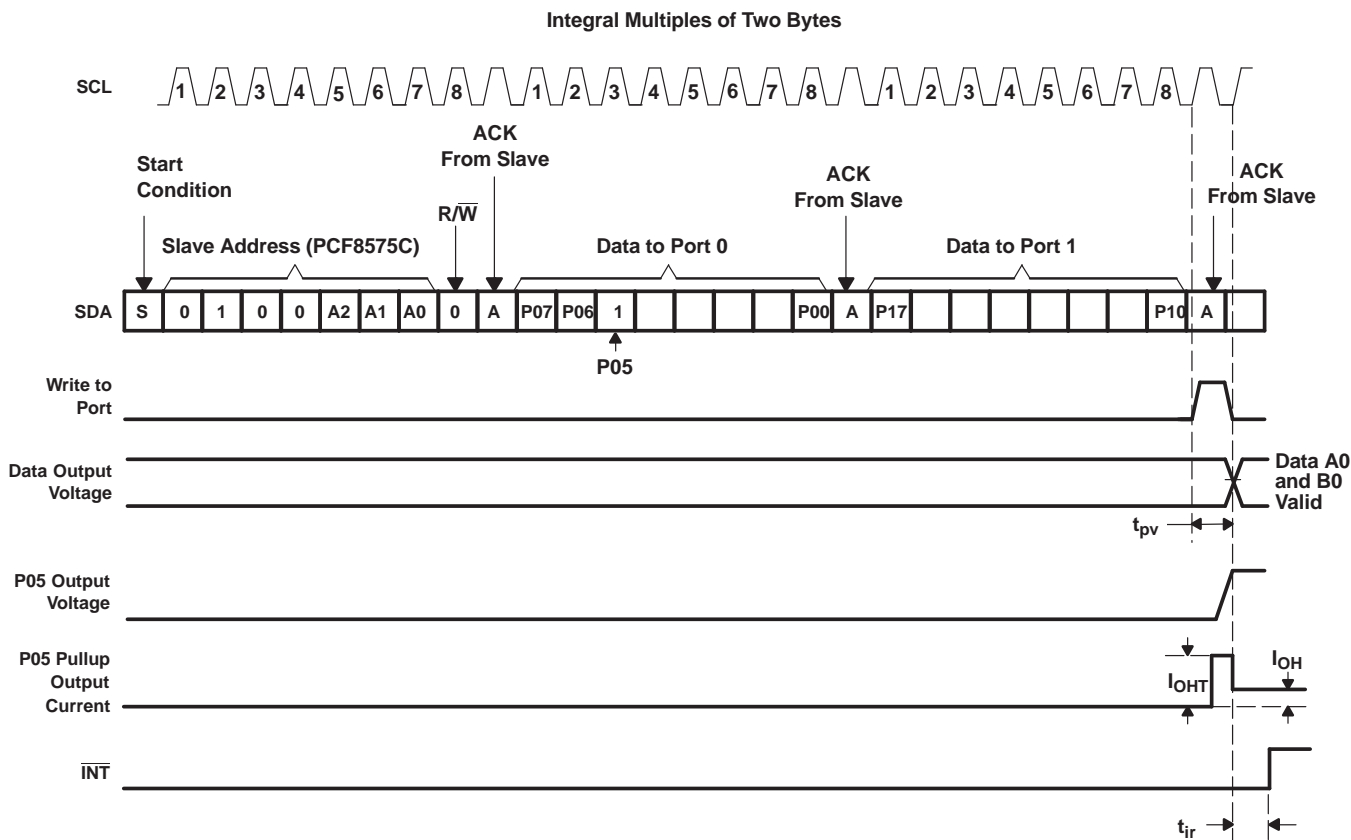 Integral Multiples of Two Bytes
SCL
1 2 3 4 5 6 7 8 1 2 3 4 5 6 7 8 1 2 3 4 5 6 7 8
Start
Condition
ACK
From Slave
R/W̅
ACK
From Slave
ACK
From Slave
Slave Address (PCF8575C)
Data to Port 0
Data to Port 1
SDA
S 0 1 0 0 A2 A1 A0 0 A P07 P06 1 P00 A P17 P10 A
P05
Write to
Port
Data Output
Voltage
Data A0
and B0
Valid
tpv
P05 Output
Voltage
P05 Pullup
Output
Current
IOHT
IOH
I̅N̅T̅
tir